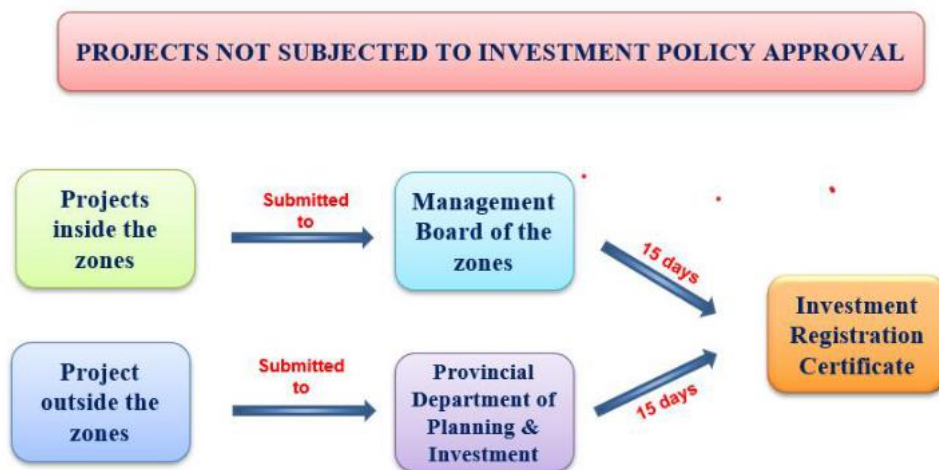 PROJECTS NOT SUBJECTED TO INVESTMENT POLICY APPROVAL
Projects
inside the
zones
Submitted
to
Management
Board of the
zones
15 days
Investment
Registration
Certificate
Project
outside the
zones
Submitted
to
Provincial
Department of
Planning &
Investment
15 days